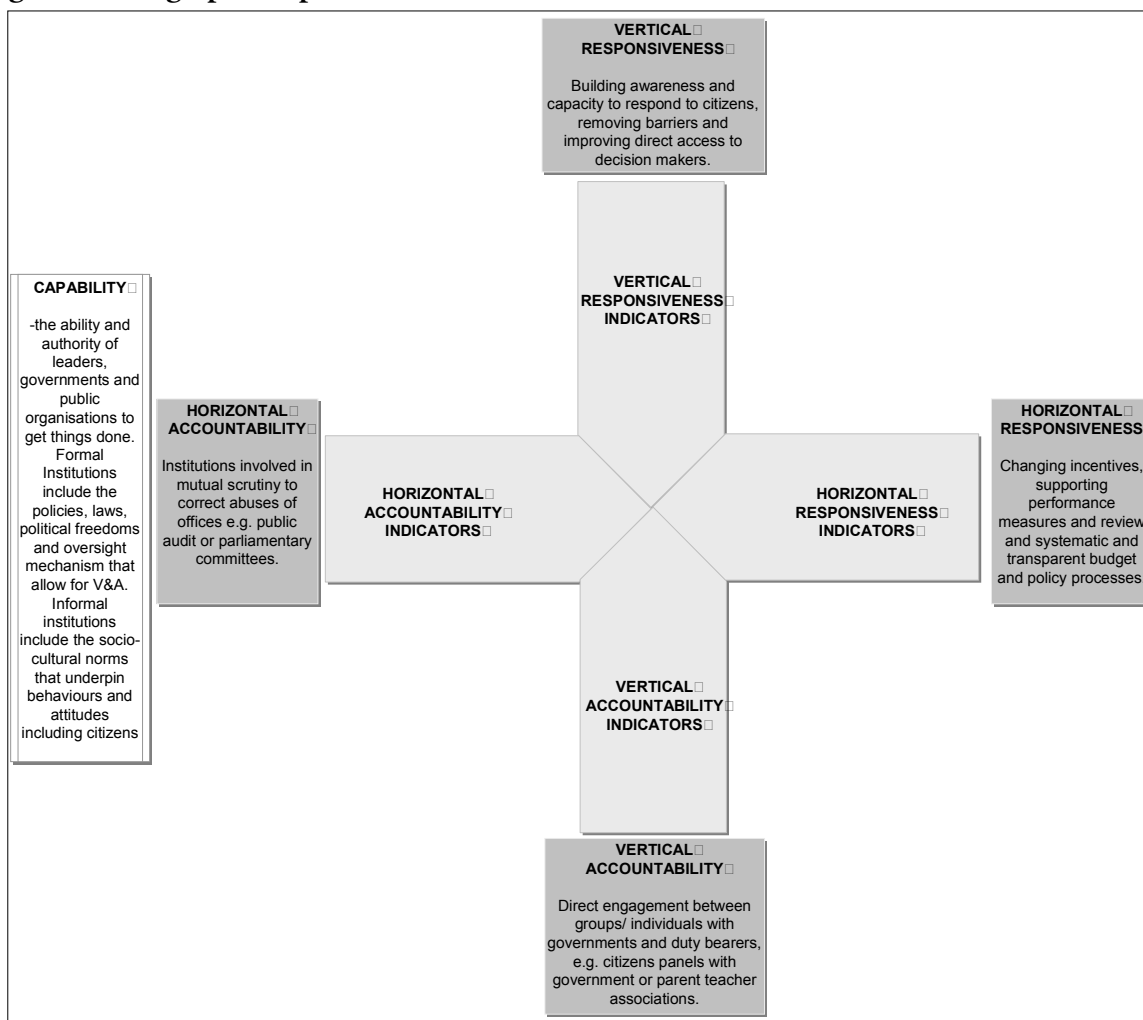 VERTICAL
RESPONSIVENESS
Building awareness and
capacity to respond to citizens,
removing barriers and
improving direct access to
decision makers.
VERTICAL
RESPONSIVENESS
INDICATORS
CAPABILITY
-the ability and
authority of
leaders,
governments and
public
organisations to
get things done.
Formal
Institutions
include the
policies, laws,
political freedoms
and oversight
mechanism that
allow for V&A.
Informal
institutions
include the socio-
cultural norms
that underpin
behaviours and
attitudes
including citizens
HORIZONTAL
ACCOUNTABILITY
Institutions involved in
mutual scrutiny to
correct abuses of
offices e.g. public
audit or parliamentary
committees.
HORIZONTAL
ACCOUNTABILITY
INDICATORS
HORIZONTAL
RESPONSIVENESS
INDICATORS
HORIZONTAL
RESPONSIVENESS
Changing incentives,
supporting
performance
measures and review
and systematic and
transparent budget
and policy processes
VERTICAL
ACCOUNTABILITY
INDICATORS
VERTICAL
ACCOUNTABILITY
Direct engagement between
groups/ individuals with
governments and duty bearers,
e.g. citizens panels with
government or parent teacher
associations.